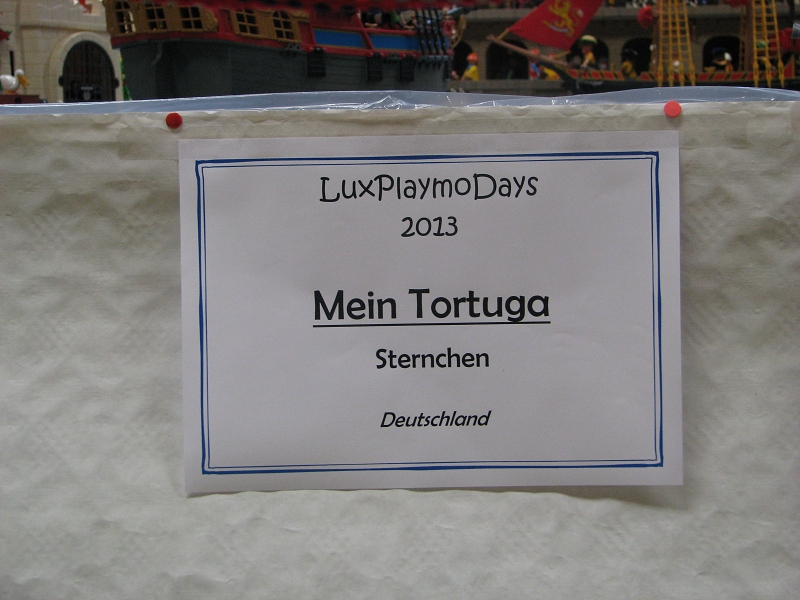 LuxPlaymoDays
2013
Mein Tortuga
Sternchen
Deutschland